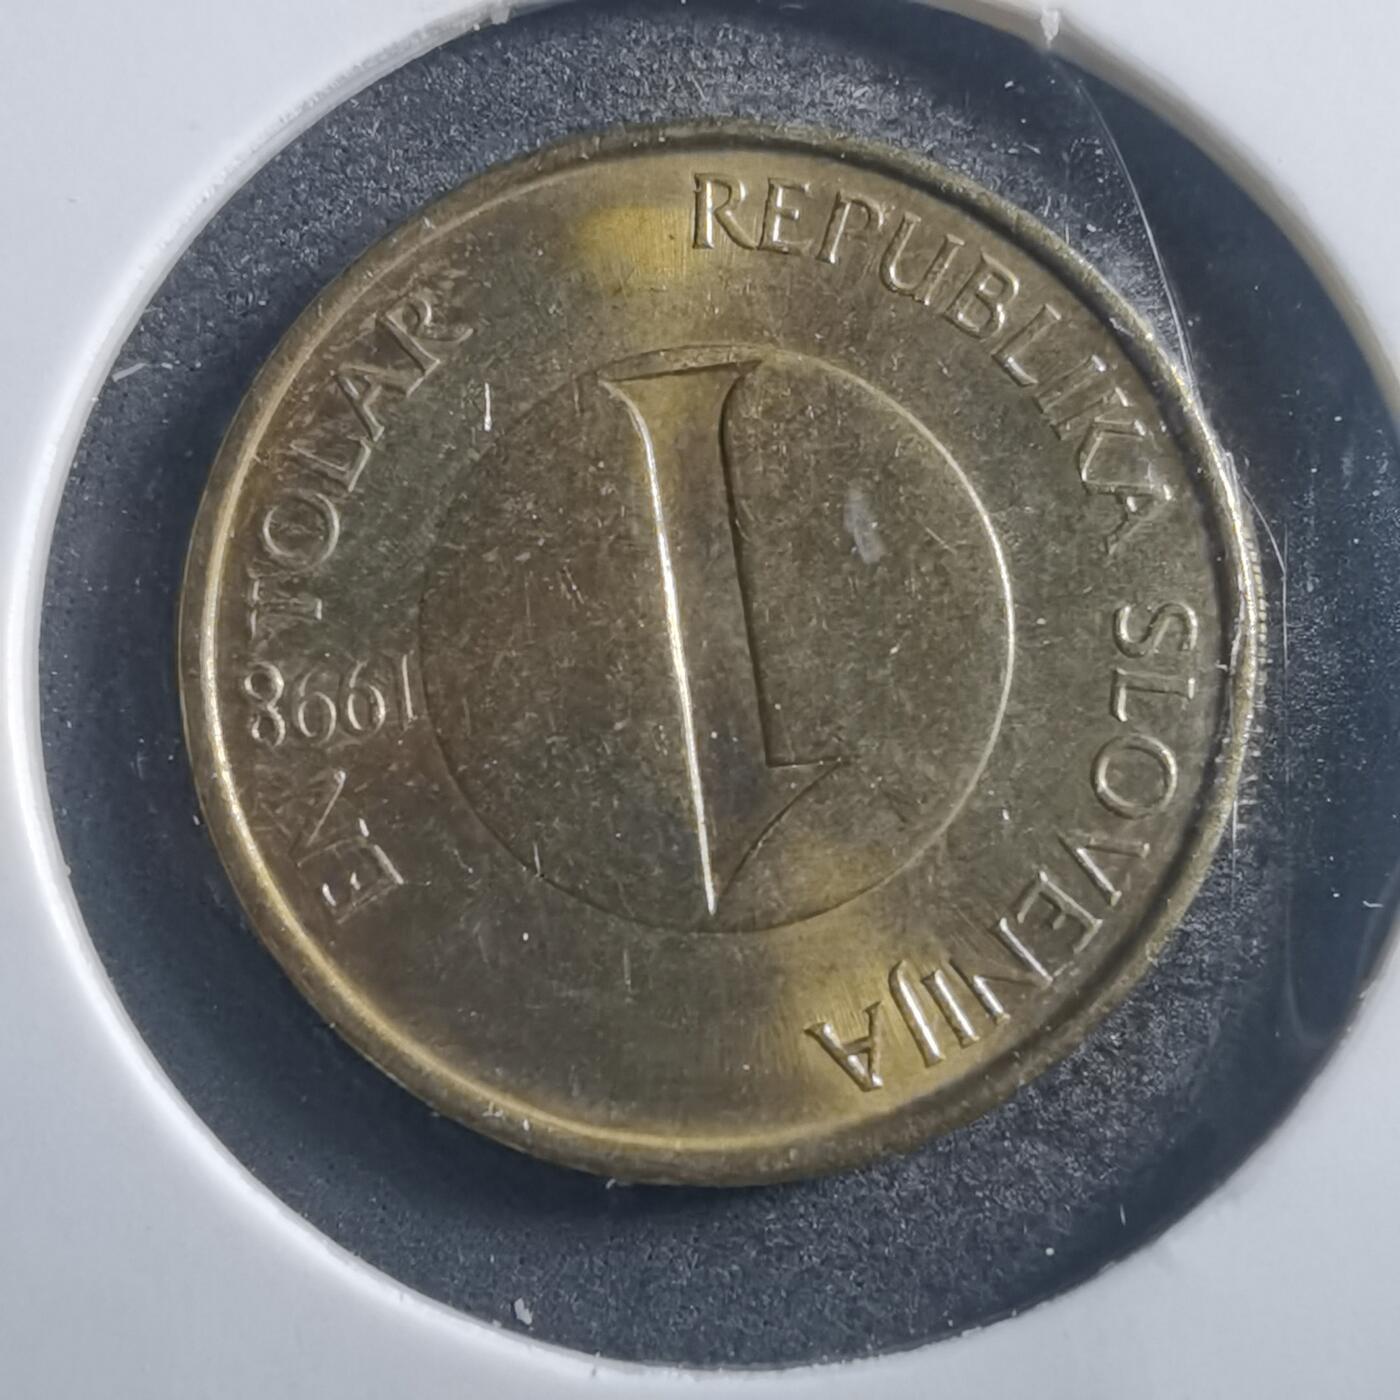 REPUBLIKA SLOVENIJA
1
1998
EN TOLAR